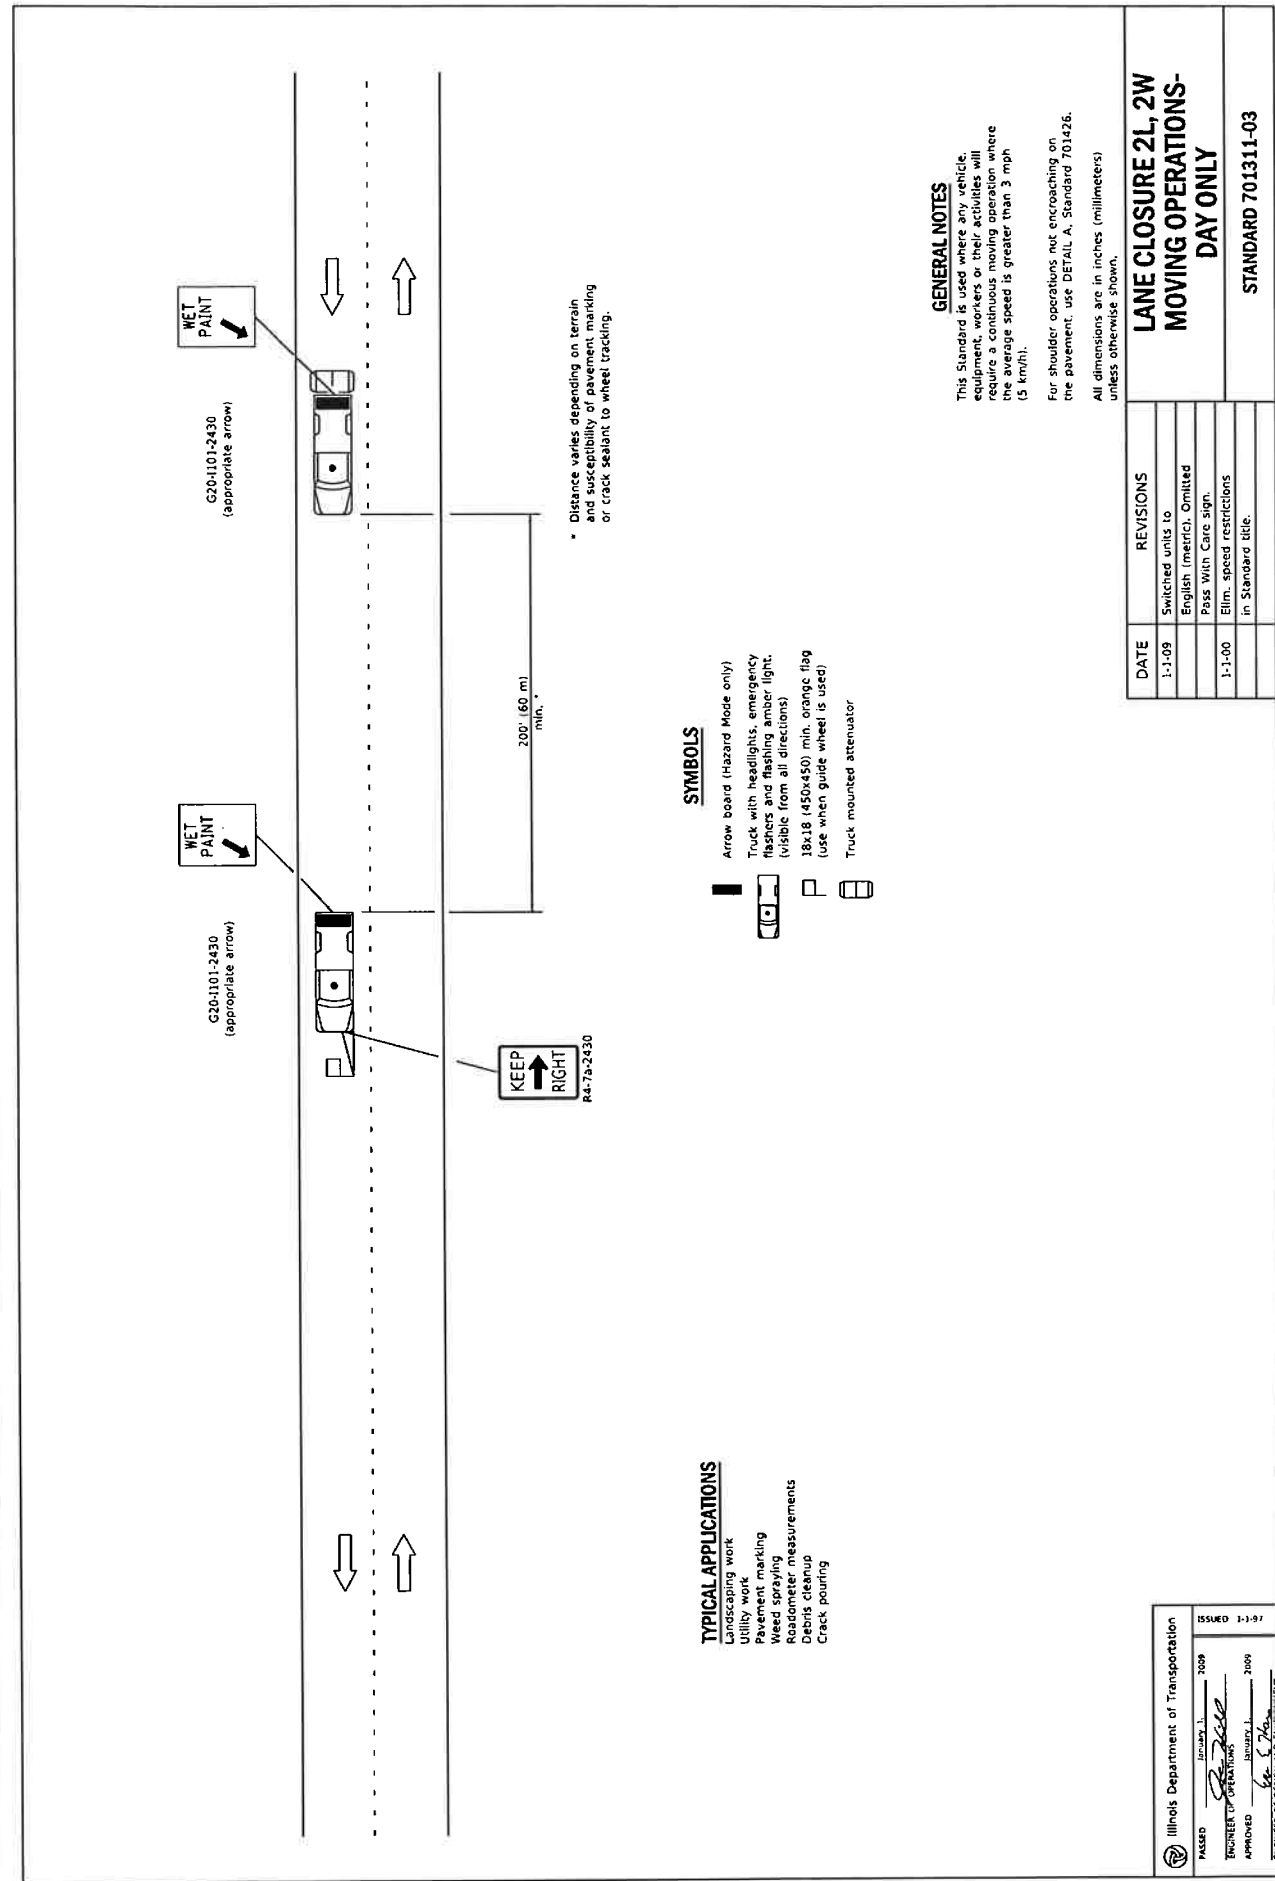 WET
PAINT
G20-I101-2430
(appropriate arrow)
WET
PAINT
G20-I101-2430
(appropriate arrow)
KEEP
RIGHT
R4-7a-2430
200' (60 m)
min. *
* Distance varies depending on terrain
and susceptibility of pavement marking
or crack sealant to wheel tracking.
TYPICAL APPLICATIONS
Landscaping work
Utility work
Pavement marking
Weed spraying
Roadometer measurements
Debris cleanup
Crack pouring
SYMBOLS
Arrow board (Hazard Mode only)
Truck with headlights, emergency
flashers and flashing amber light.
(visible from all directions)
18x18 (450x450) min. orange flag
(use when guide wheel is used)
Truck mounted attenuator
GENERAL NOTES
This Standard is used where any vehicle,
equipment, workers or their activities will
require a continuous moving operation where
the average speed is greater than 3 mph
(5 km/h).
For shoulder operations not encroaching on
the pavement, use DETAIL A, Standard 701426.
All dimensions are in inches (millimeters)
unless otherwise shown.
Illinois Department of Transportation
PASSED January 1, 2009
ENGINEER OF OPERATIONS
APPROVED January 1, 2009
ISSUED 1-1-97
DATE REVISIONS
1-1-09 Switched units to
English (metric). Omitted
Pass With Care sign.
1-1-00 Elim. speed restrictions
in Standard title.
LANE CLOSURE 2L, 2W
MOVING OPERATIONS-
DAY ONLY
STANDARD 701311-03